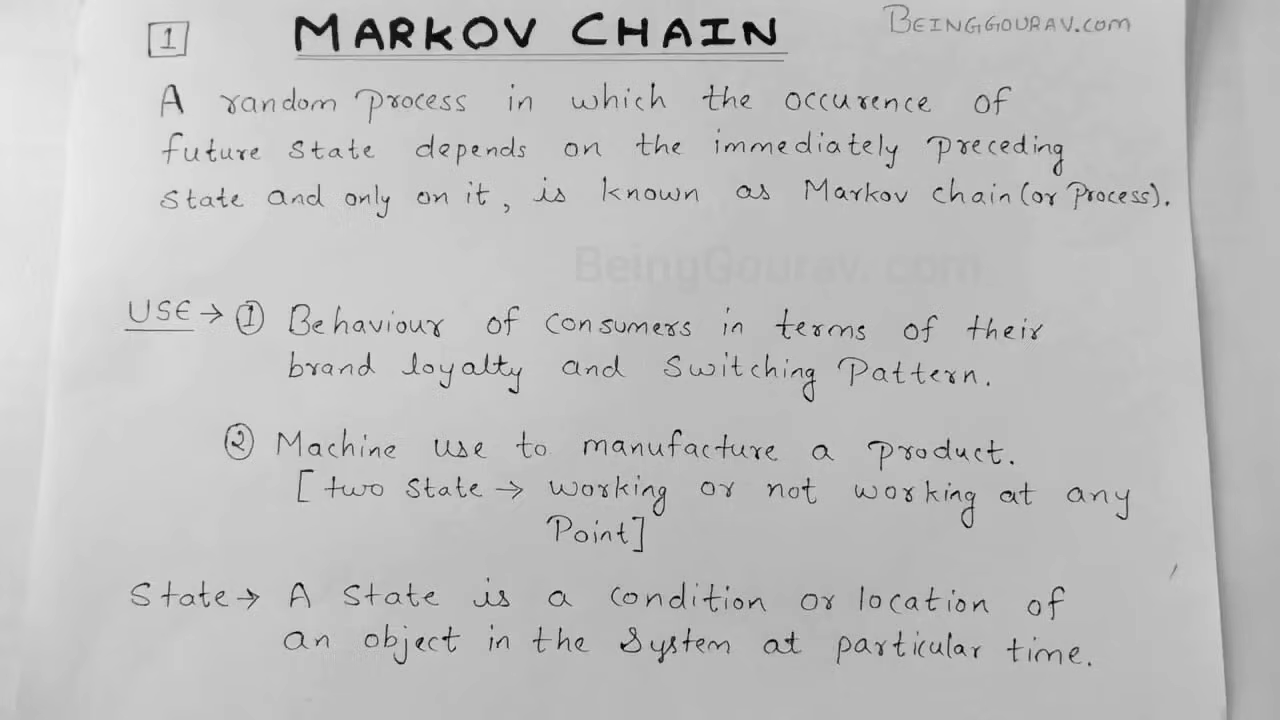 1 MARKOV CHAIN BEINGGOURAV.com
A random process in which the occurence of
future state depends on the immediately preceding
state and only on it, is known as Markov chain (or Process).
BeingGourav.com
USE → ① Behaviour of consumers in terms of their
brand loyalty and switching Pattern.
② Machine use to manufacture a product.
[two state → working or not working at any
Point]
State → A state is a condition or location of
an object in the system at particular time.